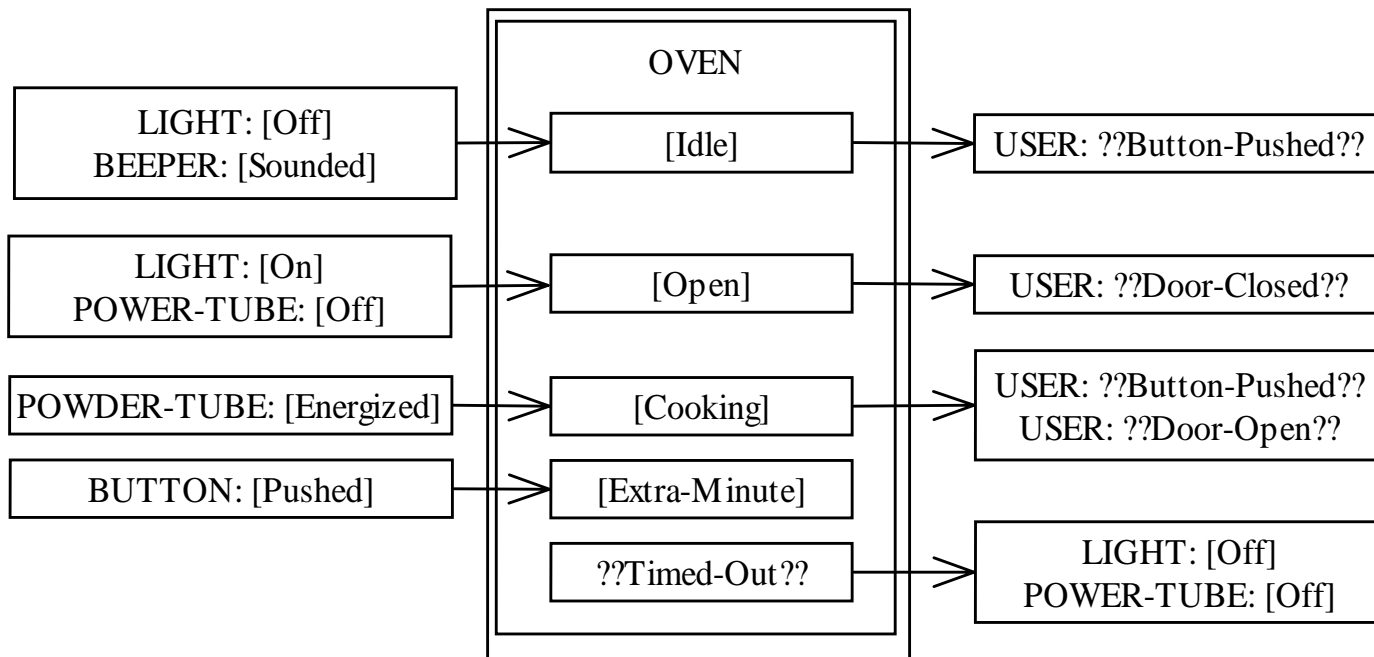 OVEN
LIGHT: [Off]
BEEPER: [Sounded]
[Idle]
USER: ??Button-Pushed??
LIGHT: [On]
POWER-TUBE: [Off]
[Open]
USER: ??Door-Closed??
POWDER-TUBE: [Energized]
[Cooking]
USER: ??Button-Pushed??
USER: ??Door-Open??
BUTTON: [Pushed]
[Extra-Minute]
??Timed-Out??
LIGHT: [Off]
POWER-TUBE: [Off]